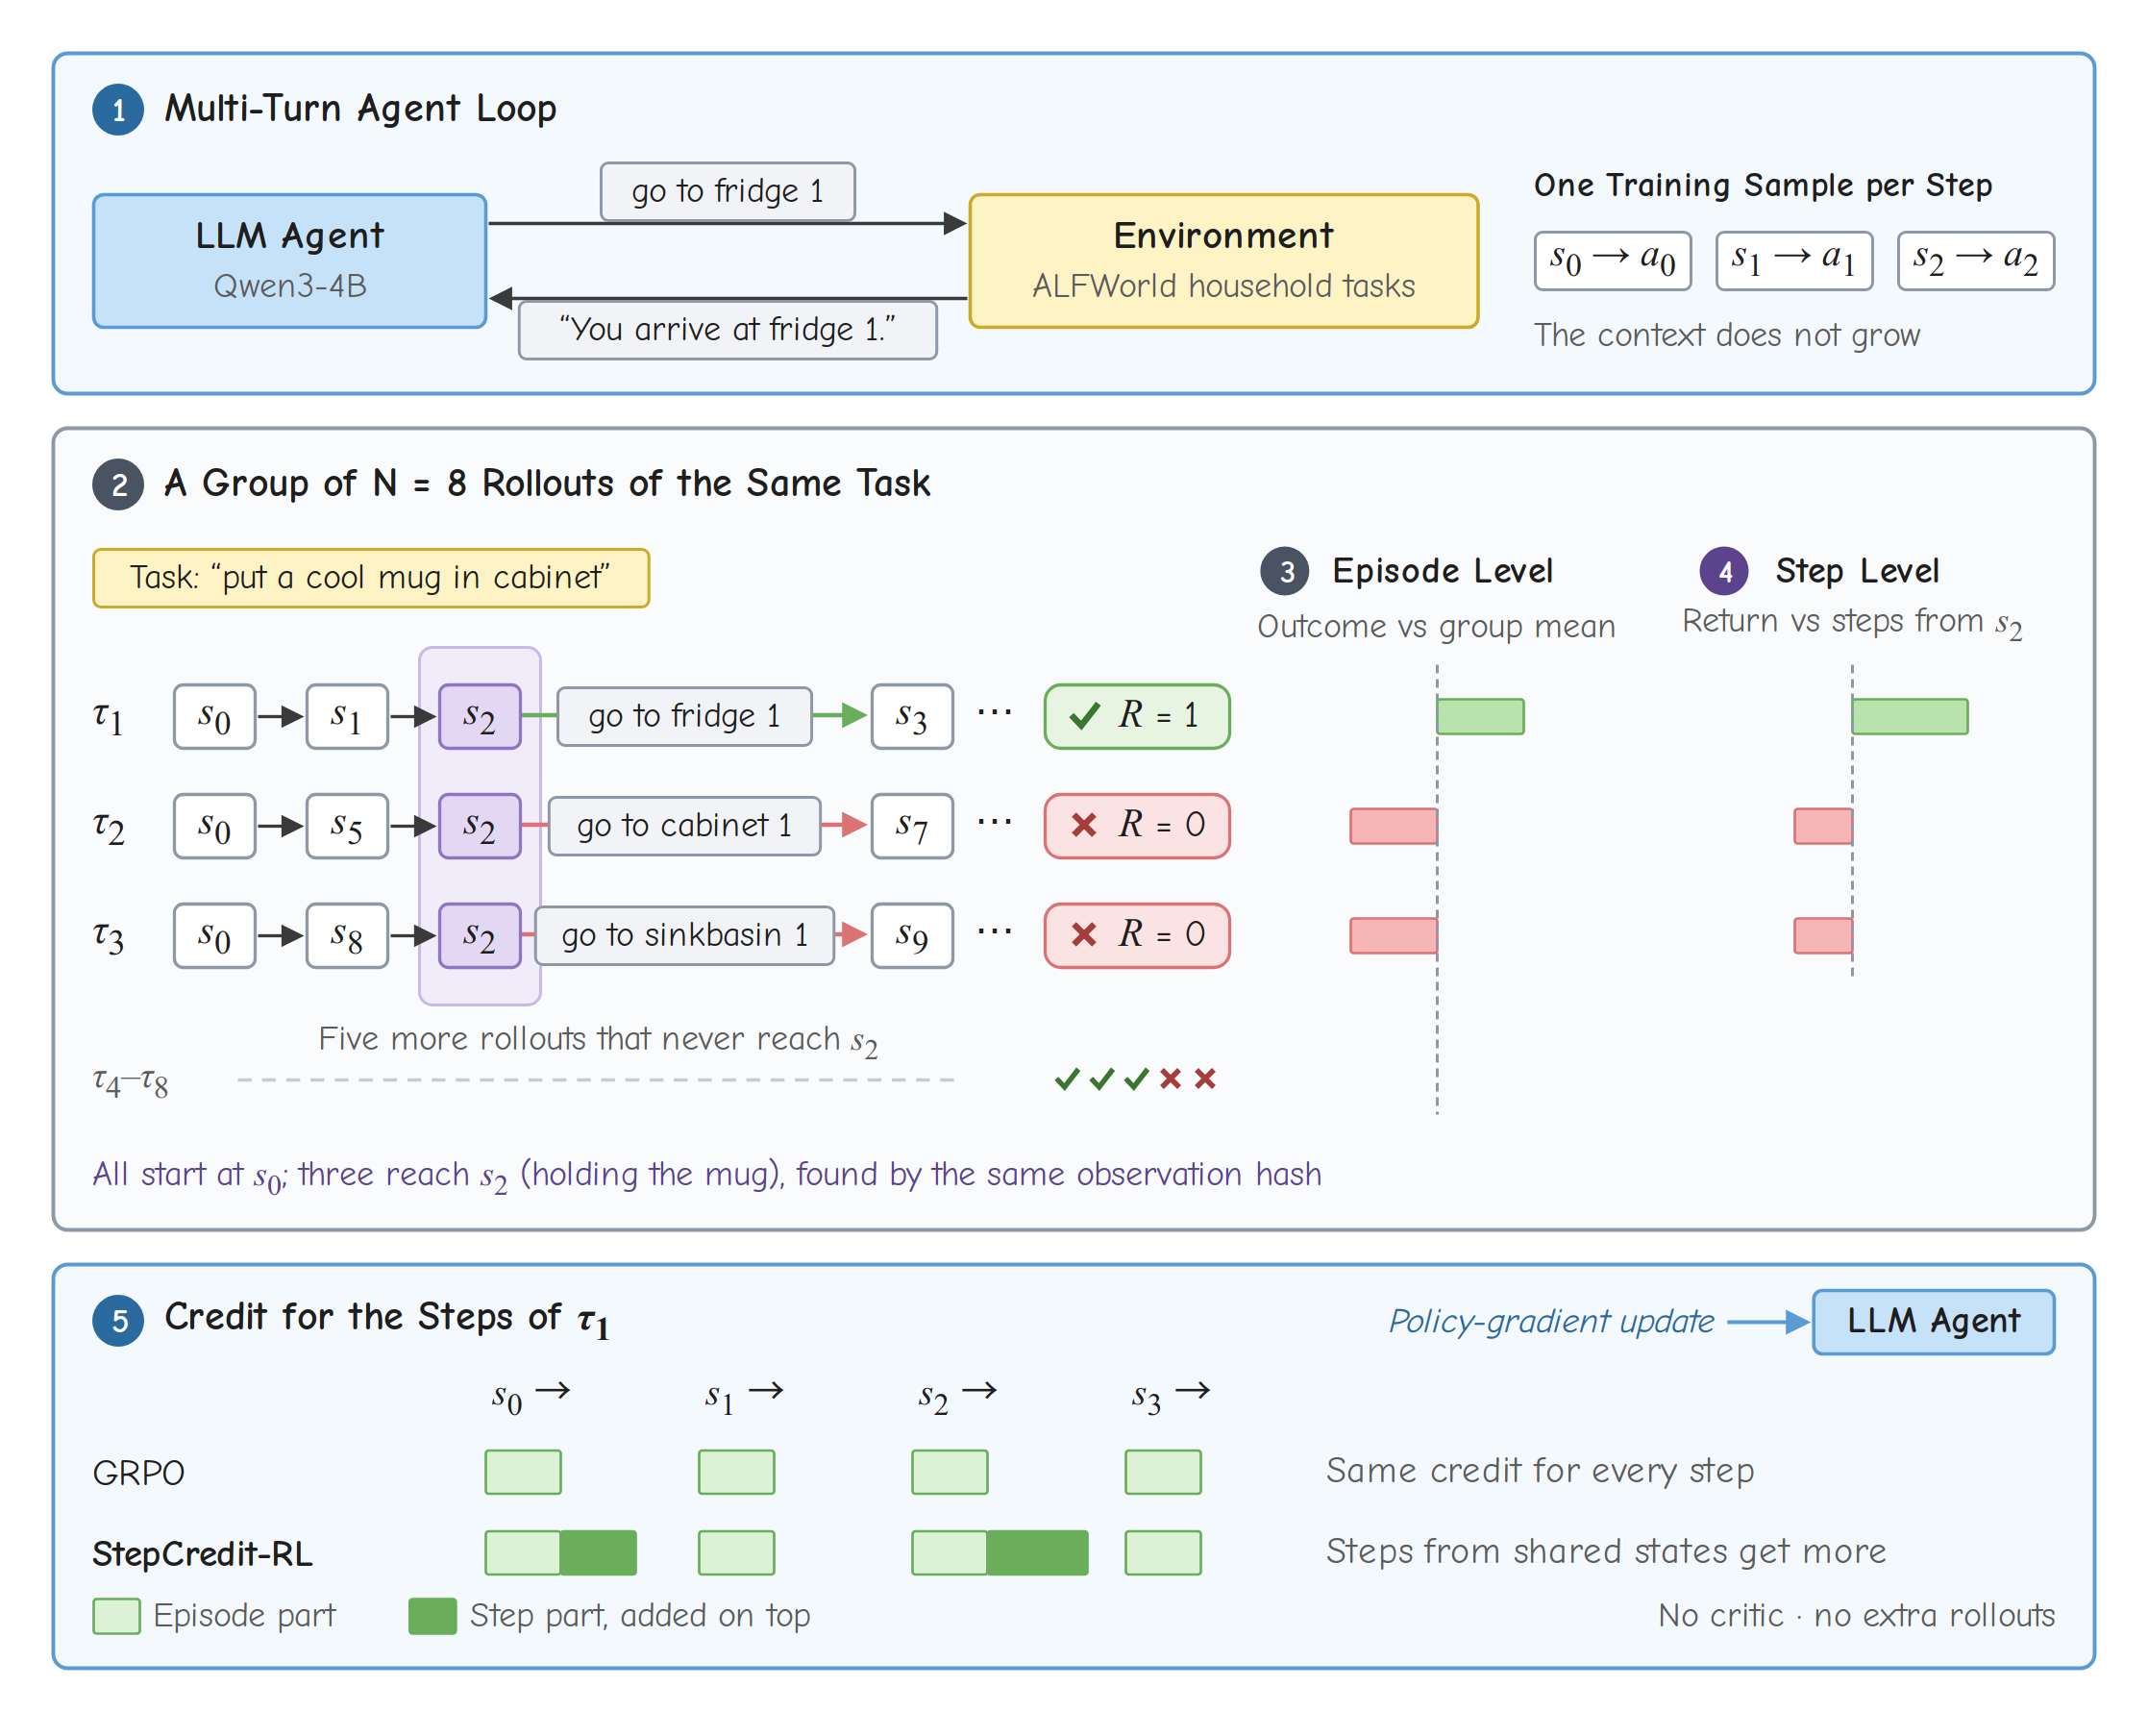 1 Multi-Turn Agent Loop
go to fridge 1
LLM Agent
Qwen3-4B
Environment
ALFWorld household tasks
“You arrive at fridge 1.”
One Training Sample per Step
s0 → a0 s1 → a1 s2 → a2
The context does not grow
2 A Group of N = 8 Rollouts of the Same Task
Task: “put a cool mug in cabinet”
3 Episode Level
Outcome vs group mean
4 Step Level
Return vs steps from s2
τ1 s0 s1 s2 go to fridge 1 s3 ⋯ ✓ R = 1
τ2 s0 s5 s2 go to cabinet 1 s7 ⋯ ✗ R = 0
τ3 s0 s8 s2 go to sinkbasin 1 s9 ⋯ ✗ R = 0
Five more rollouts that never reach s2
τ4–τ8 ✓ ✓ ✓ ✗ ✗
All start at s0; three reach s2 (holding the mug), found by the same observation hash
5 Credit for the Steps of τ1
Policy-gradient update
LLM Agent
s0 → s1 → s2 → s3 →
GRPO
Same credit for every step
StepCredit-RL
Steps from shared states get more
Episode part
Step part, added on top
No critic · no extra rollouts